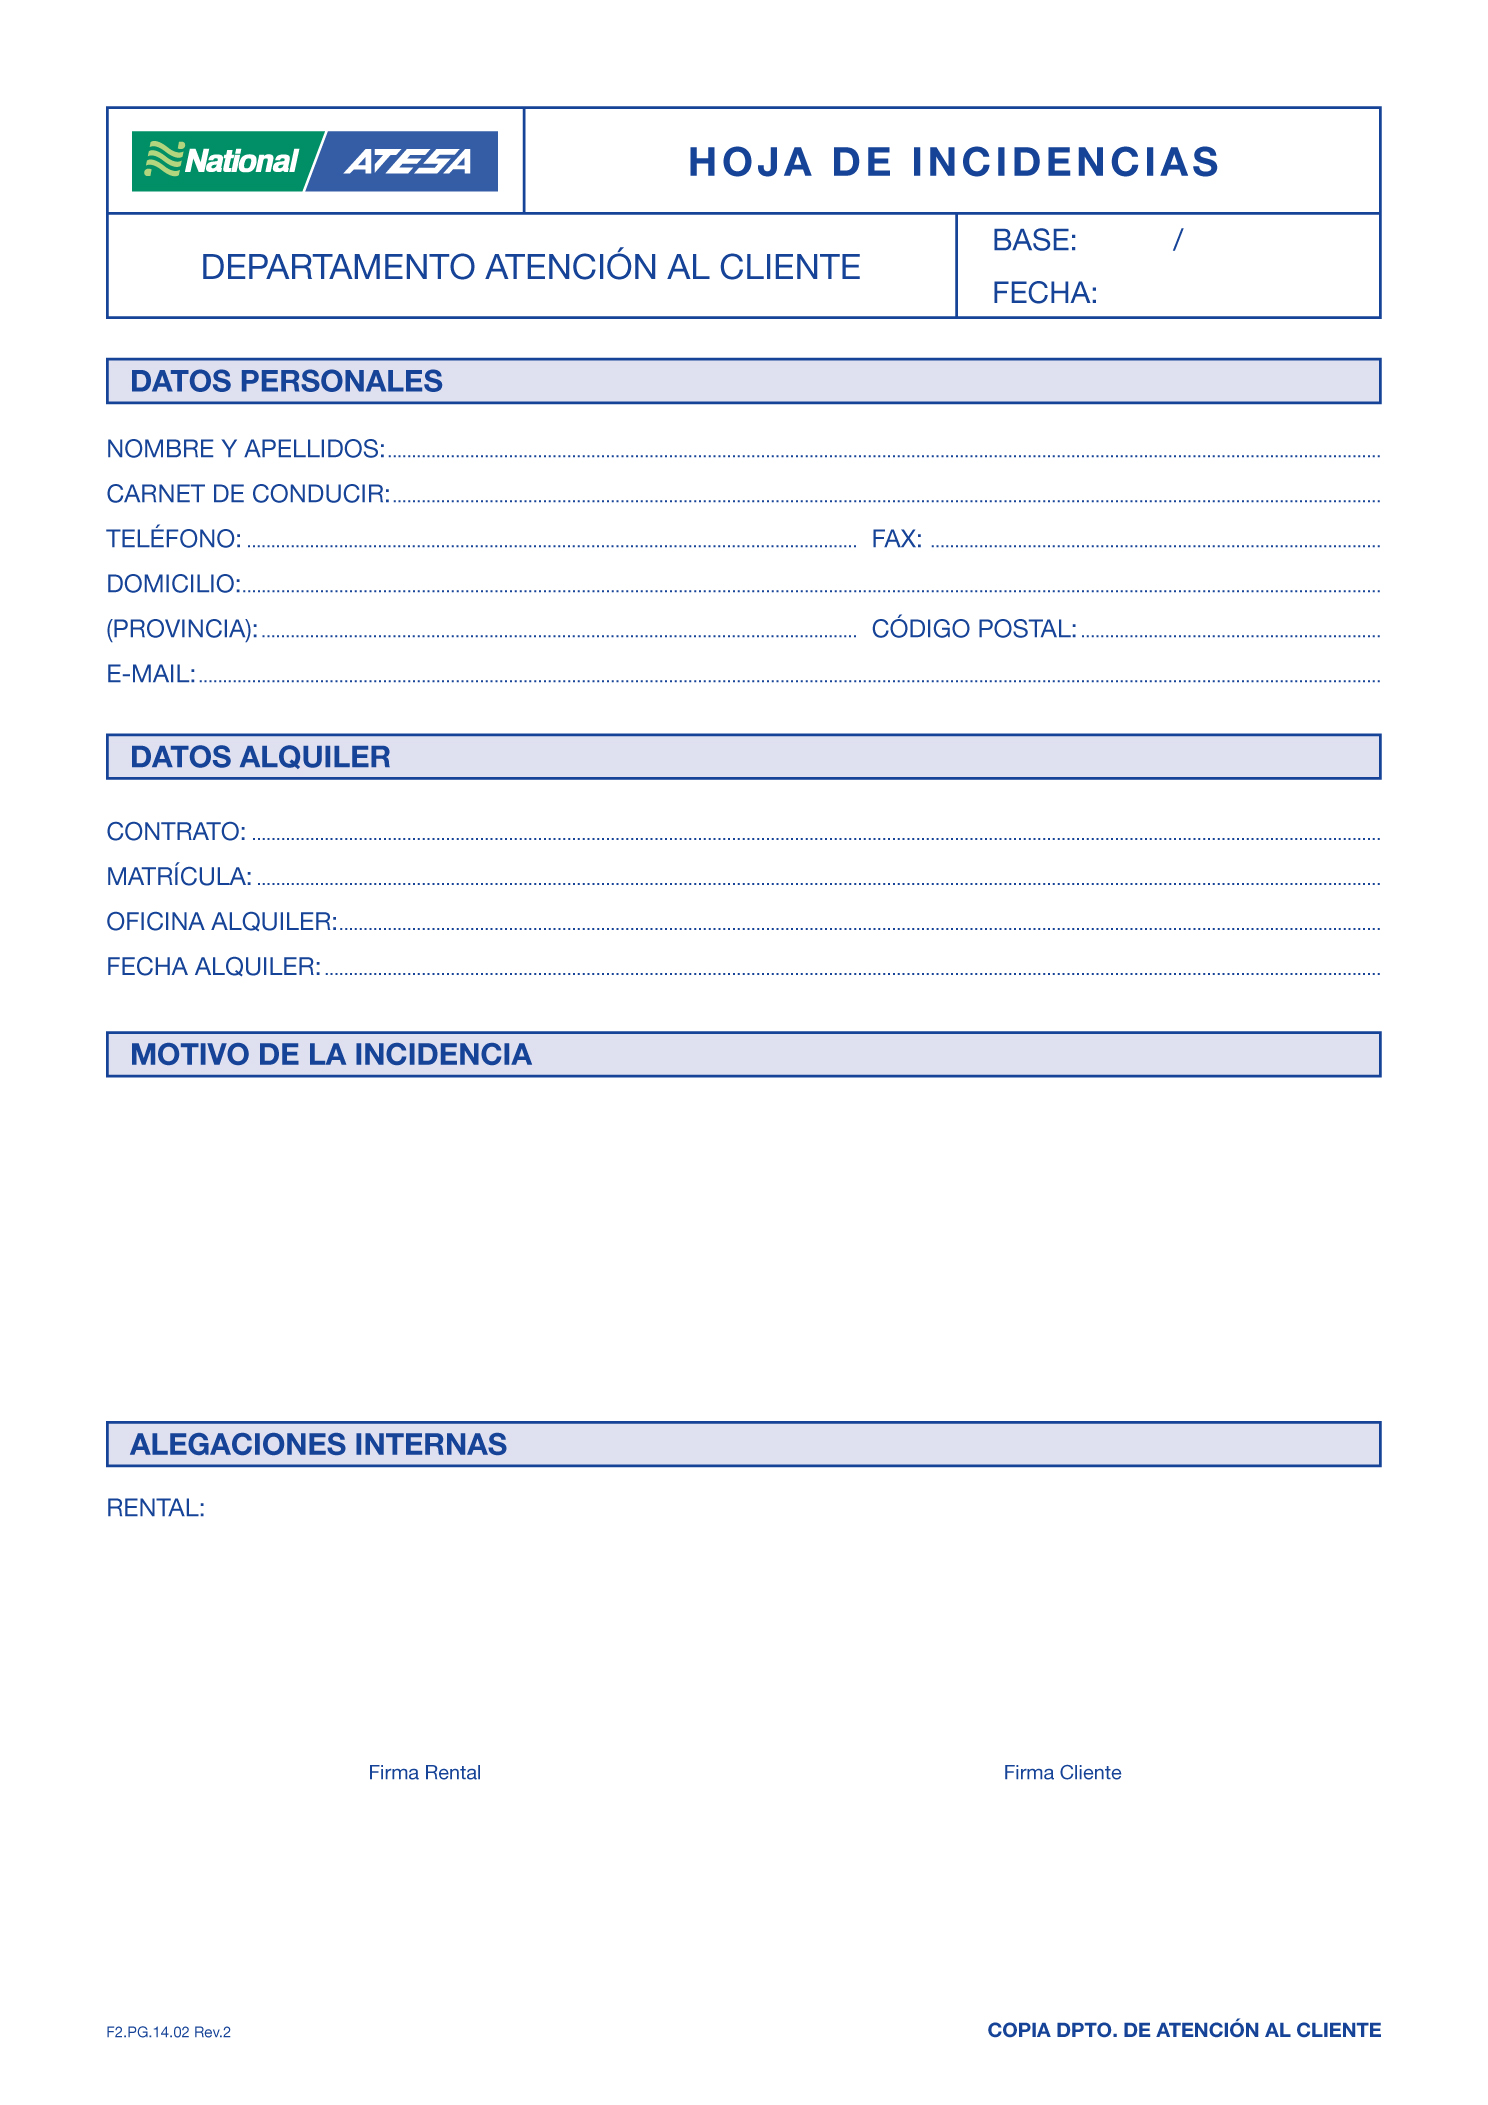 National ATESA
HOJA DE INCIDENCIAS
DEPARTAMENTO ATENCIÓN AL CLIENTE
BASE: /
FECHA:
DATOS PERSONALES
NOMBRE Y APELLIDOS:
CARNET DE CONDUCIR:
TELÉFONO: FAX:
DOMICILIO:
(PROVINCIA): CÓDIGO POSTAL:
E-MAIL:
DATOS ALQUILER
CONTRATO:
MATRÍCULA:
OFICINA ALQUILER:
FECHA ALQUILER:
MOTIVO DE LA INCIDENCIA
ALEGACIONES INTERNAS
RENTAL:
Firma Rental Firma Cliente
F2.PG.14.02 Rev.2 COPIA DPTO. DE ATENCIÓN AL CLIENTE